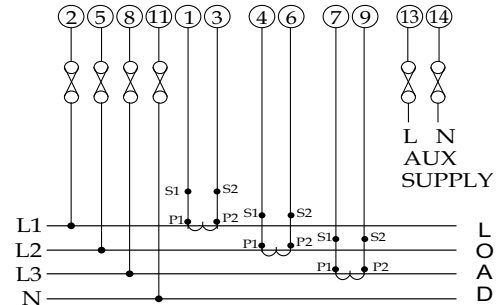 2 5 8 11 1 3 4 6 7 9 13 14
L N
AUX
SUPPLY
S1 S2
S1 S2
P1 P2
L1
S1 S2
P1 P2
L2
P1 P2
L3
N
L
O
A
D